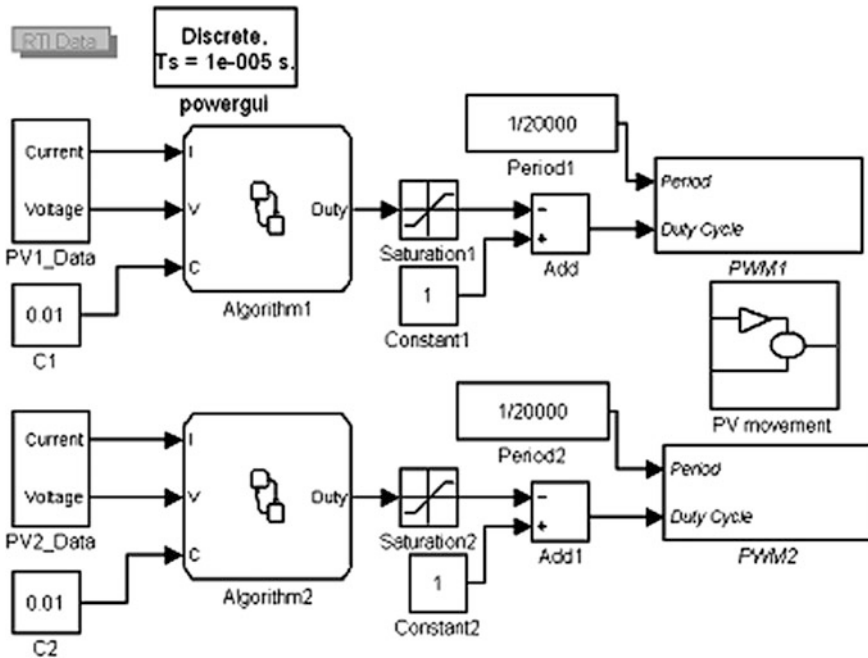 RTI Data
Discrete,
Ts = 1e-005 s.
powergui
Current
Voltage
PV1_Data
I
V
C
Duty
Algorithm1
0.01
C1
Saturation1
1
Constant1
1/20000
Period1
-
+
Add
Period
Duty Cycle
PWM1
PV movement
Current
Voltage
PV2_Data
I
V
C
Duty
Algorithm2
0.01
C2
Saturation2
1
Constant2
1/20000
Period2
-
+
Add1
Period
Duty Cycle
PWM2